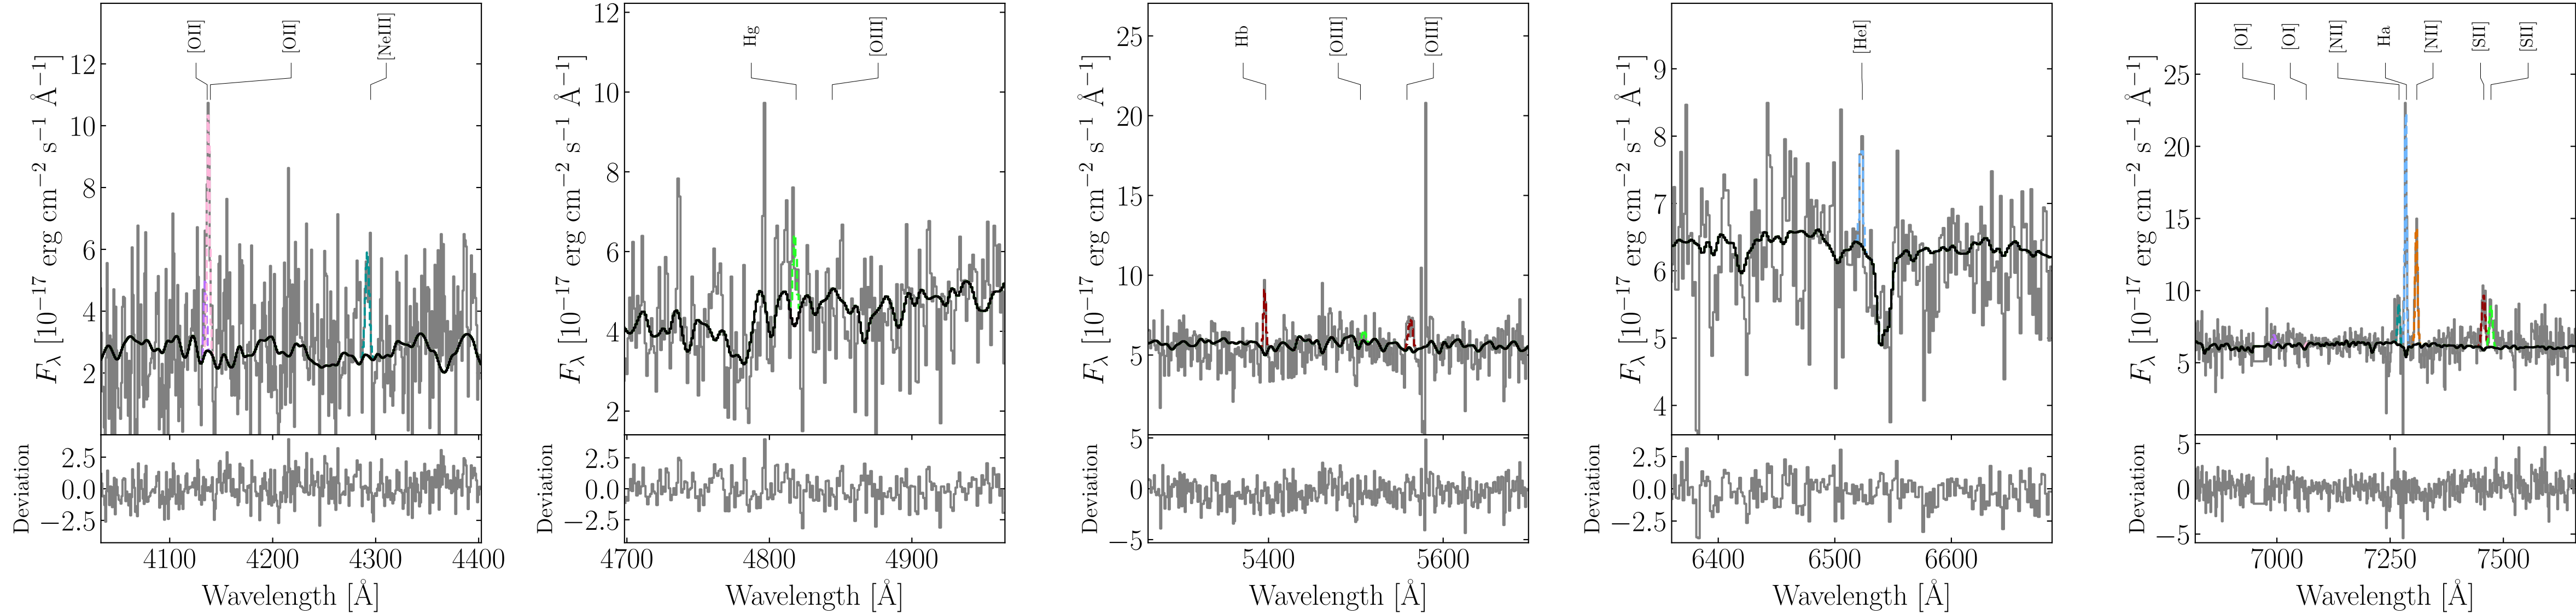 [OII] [OII] [NeIII]
12
10
8
6
4
2
Fλ [10−17 erg cm−2 s−1 Å−1]
2.5
0.0
−2.5
Deviation
4100 4200 4300 4400
Wavelength [Å]
Hg [OIII]
12
10
8
6
4
2
Fλ [10−17 erg cm−2 s−1 Å−1]
2.5
0.0
−2.5
Deviation
4700 4800 4900
Wavelength [Å]
Hb [OIII] [OIII]
25
20
15
10
5
Fλ [10−17 erg cm−2 s−1 Å−1]
5
0
−5
Deviation
5400 5600
Wavelength [Å]
[HeI]
9
8
7
6
5
4
Fλ [10−17 erg cm−2 s−1 Å−1]
2.5
0.0
−2.5
Deviation
6400 6500 6600
Wavelength [Å]
[OI] [OI] [NII] Ha [NII] [SII] [SII]
25
20
15
10
5
Fλ [10−17 erg cm−2 s−1 Å−1]
5
0
−5
Deviation
7000 7250 7500
Wavelength [Å]